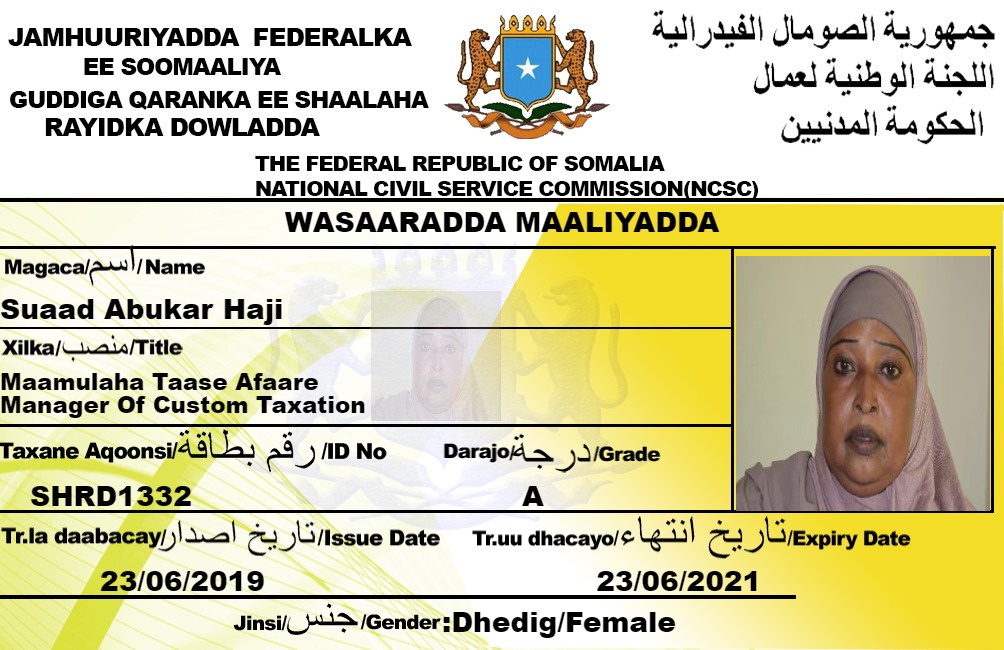 JAMHUURIYADDA FEDERALKA
EE SOOMAALIYA
GUDDIGA QARANKA EE SHAALAHA
RAYIDKA DOWLADDA
جمهورية الصومال الفيدرالية
اللجنة الوطنية لعمال
الحكومة المدنيين
THE FEDERAL REPUBLIC OF SOMALIA
NATIONAL CIVIL SERVICE COMMISSION(NCSC)
WASAARADDA MAALIYADDA
Magaca/اسم/Name
Suaad Abukar Haji
Xilka/منصب/Title
Maamulaha Taase Afaare
Manager Of Custom Taxation
Taxane Aqoonsi/رقم بطاقة/ID No
Darajo/درجة/Grade
SHRD1332
A
Tr.la daabacay/تاريخ اصدار/Issue Date
Tr.uu dhacayo/تاريخ انتهاء/Expiry Date
23/06/2019
23/06/2021
Jinsi/جنس/Gender:Dhedig/Female